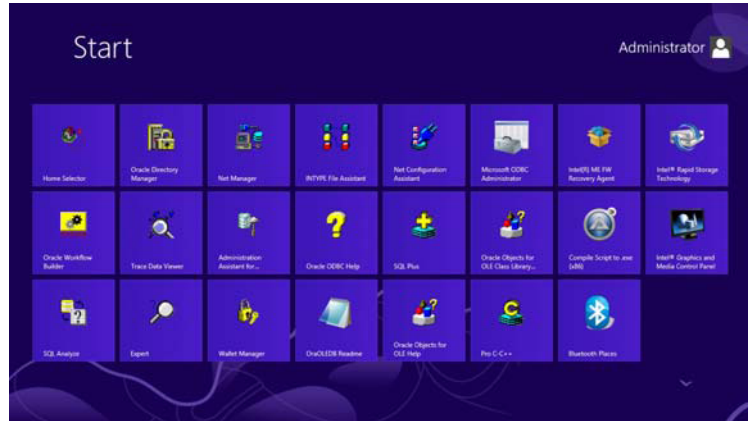 Start
Administrator
Home Selector
Oracle Directory
Manager
Net Manager
INTYPE File Assistant
Net Configuration
Assistant
Microsoft ODBC
Administrator
Intel(R) ME FW
Recovery Agent
Intel® Rapid Storage
Technology
Oracle Workflow
Builder
Trace Data Viewer
Administration
Assistant for...
Oracle ODBC Help
SQL Plus
Oracle Objects for
OLE Class Library...
Compile Script to .exe
(x86)
Intel® Graphics and
Media Control Panel
SQL Analyze
Expert
Wallet Manager
OraOLEDB Readme
Oracle Objects for
OLE Help
Pro C-C++
Bluetooth Places